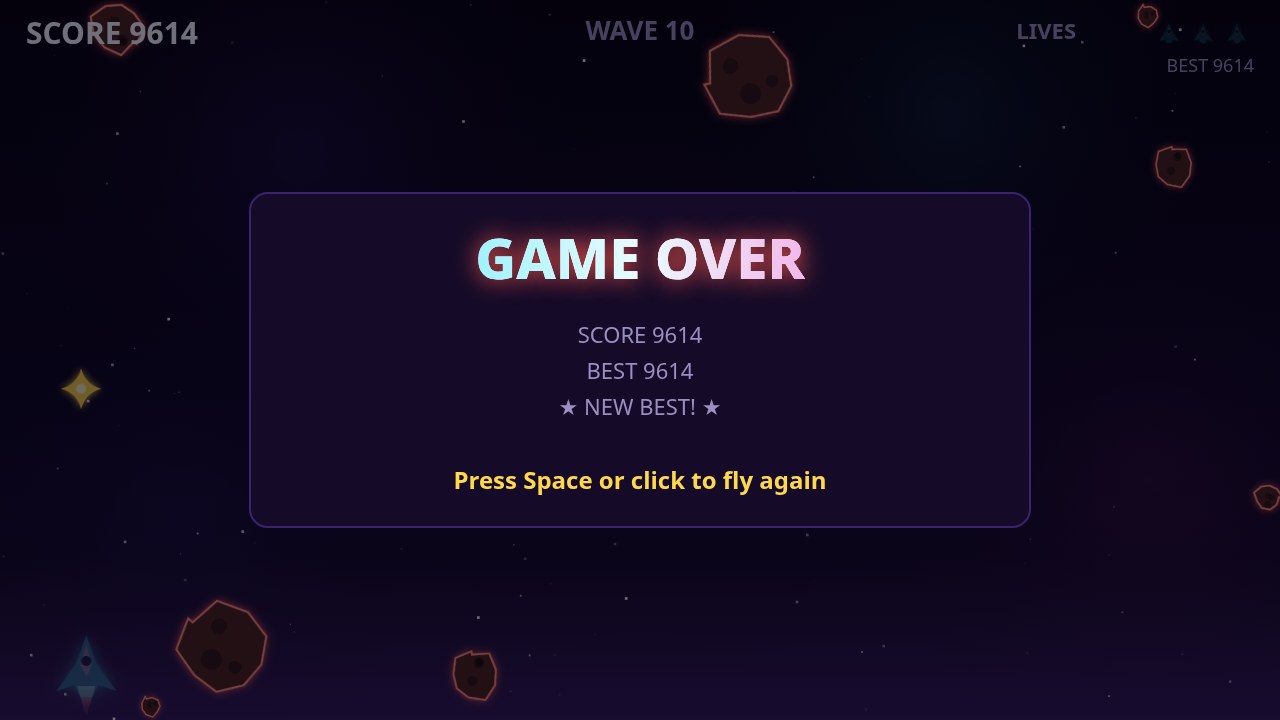 SCORE 9614
WAVE 10
LIVES
BEST 9614
GAME OVER
SCORE 9614
BEST 9614
★ NEW BEST! ★
Press Space or click to fly again